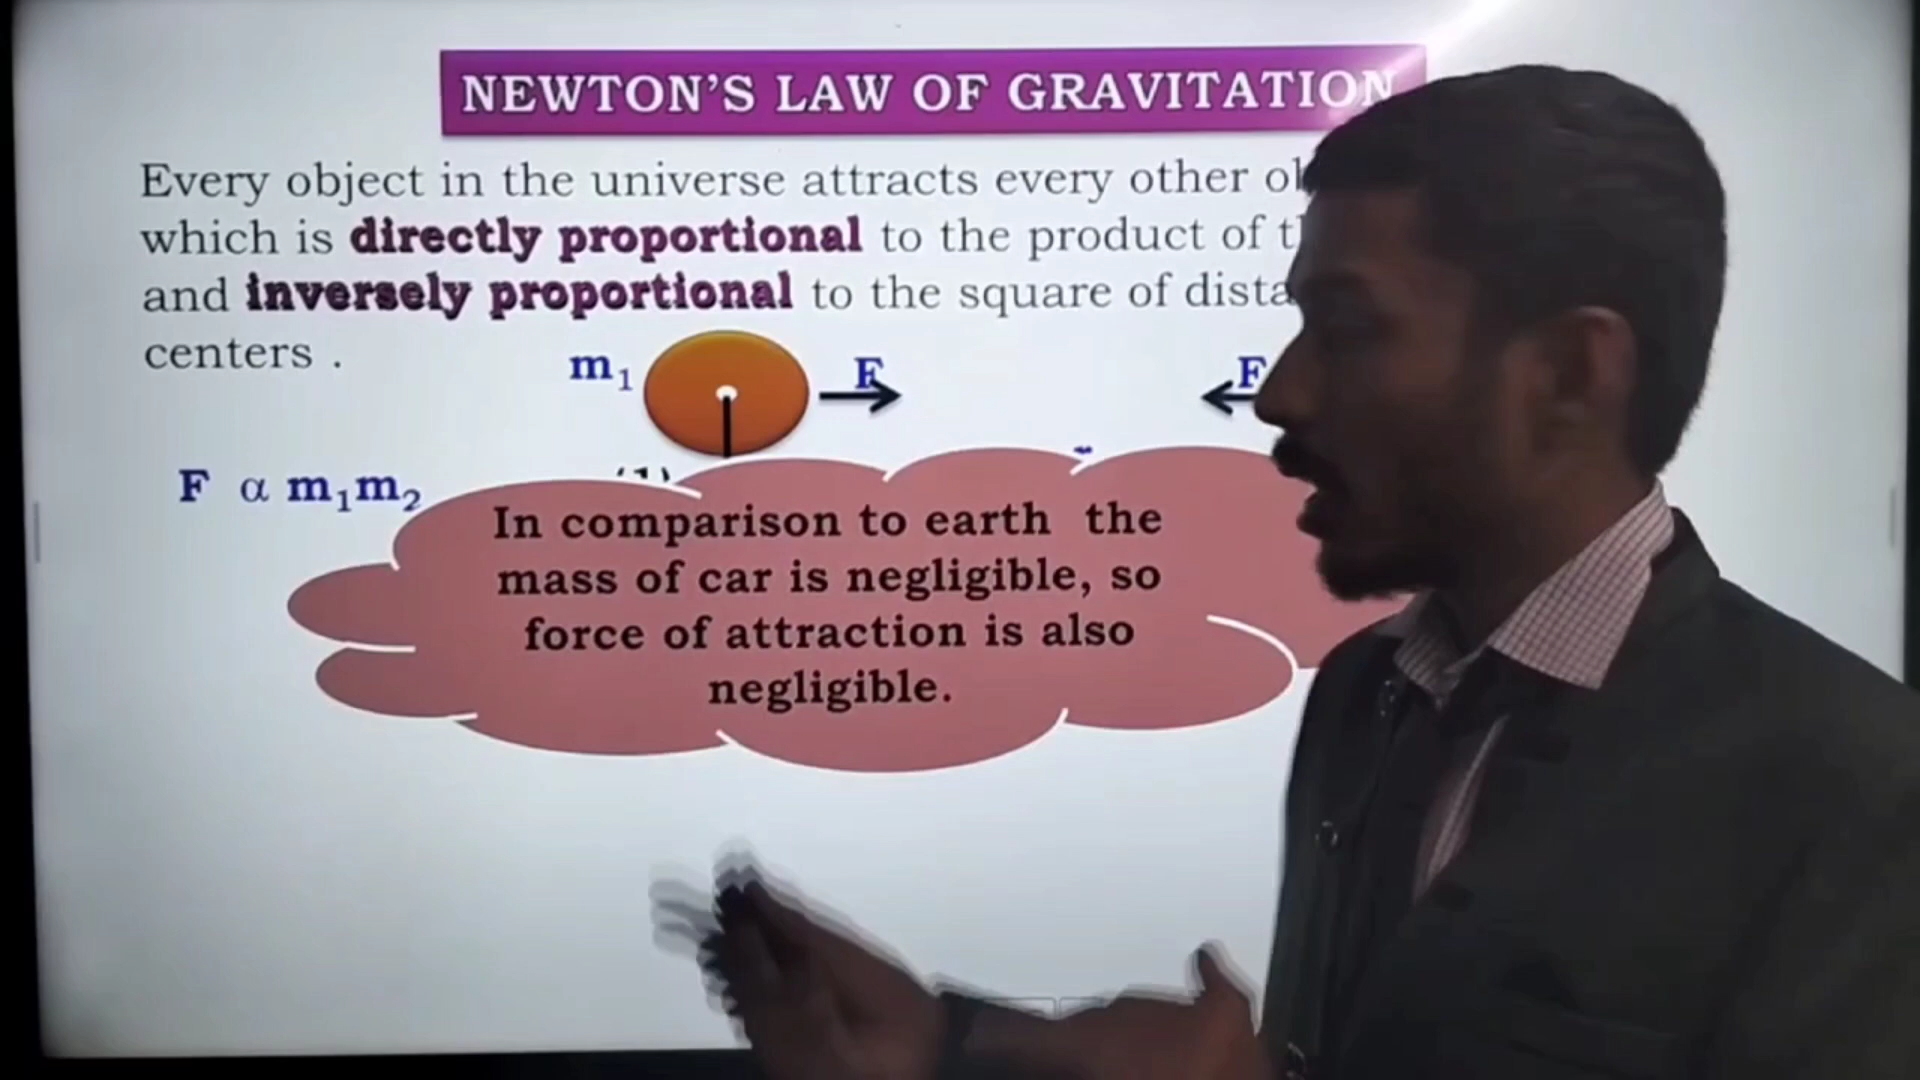 NEWTON'S LAW OF GRAVITATION
Every object in the universe attracts every other
which is directly proportional to the product of
and inversely proportional to the square of
centers .
m₁ F F
F α m₁m₂ (1)
In comparison to earth the
mass of car is negligible, so
force of attraction is also
negligible.